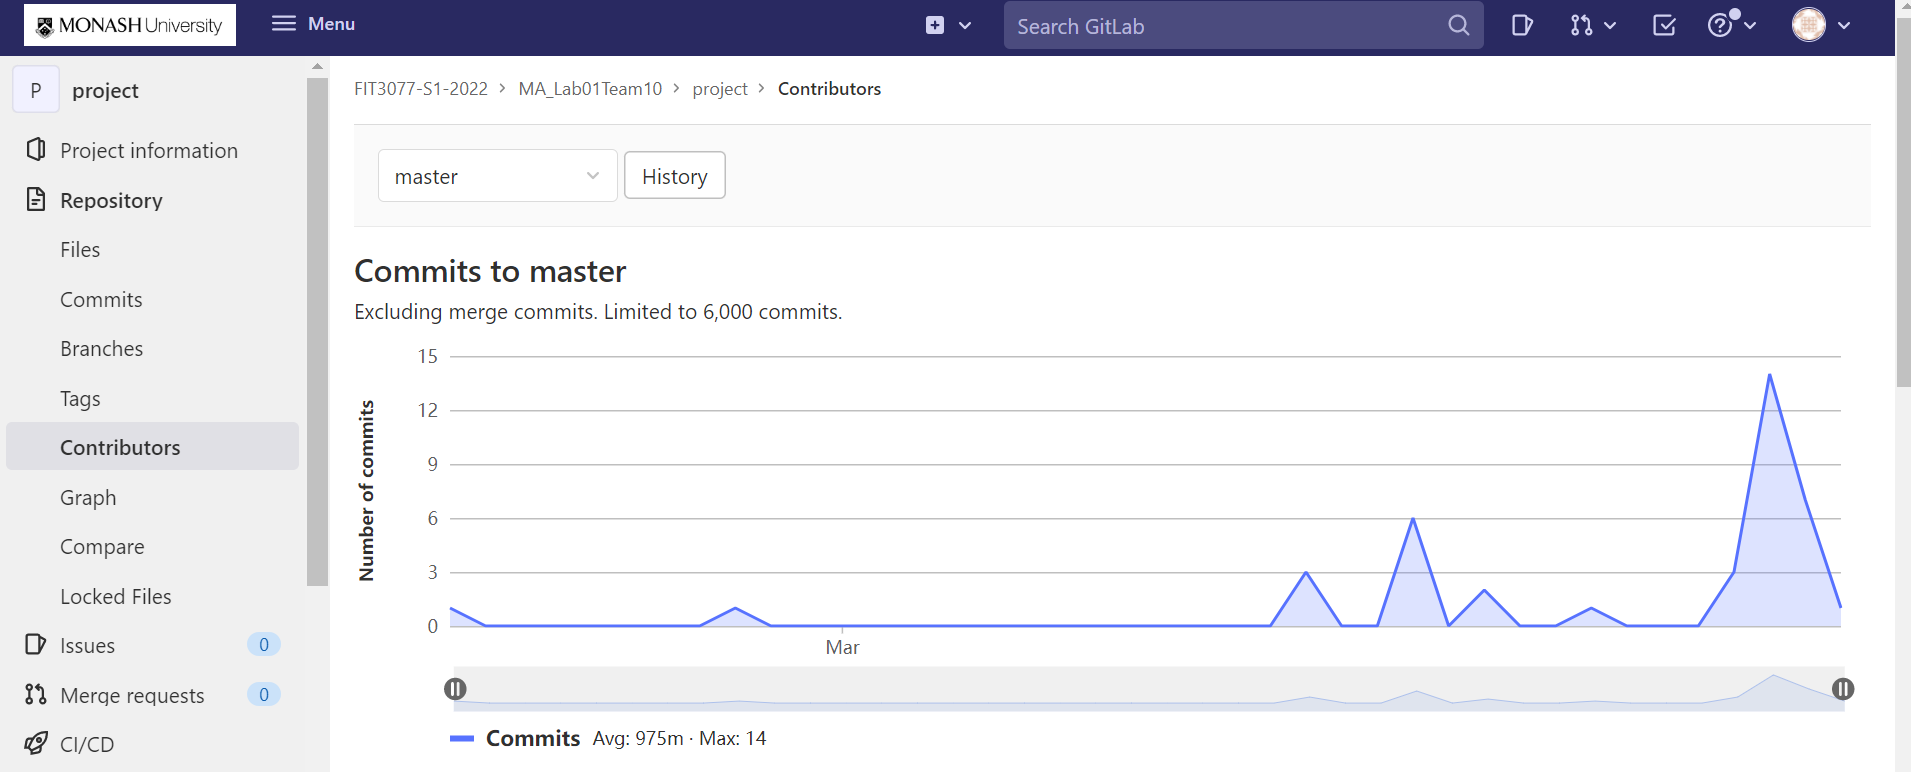 MONASH University
Menu
Search GitLab
P project
Project information
Repository
Files
Commits
Branches
Tags
Contributors
Graph
Compare
Locked Files
Issues 0
Merge requests 0
CI/CD
FIT3077-S1-2022 › MA_Lab01Team10 › project › Contributors
master History
Commits to master
Excluding merge commits. Limited to 6,000 commits.
Number of commits
15
12
9
6
3
0
Mar
Commits Avg: 975m · Max: 14